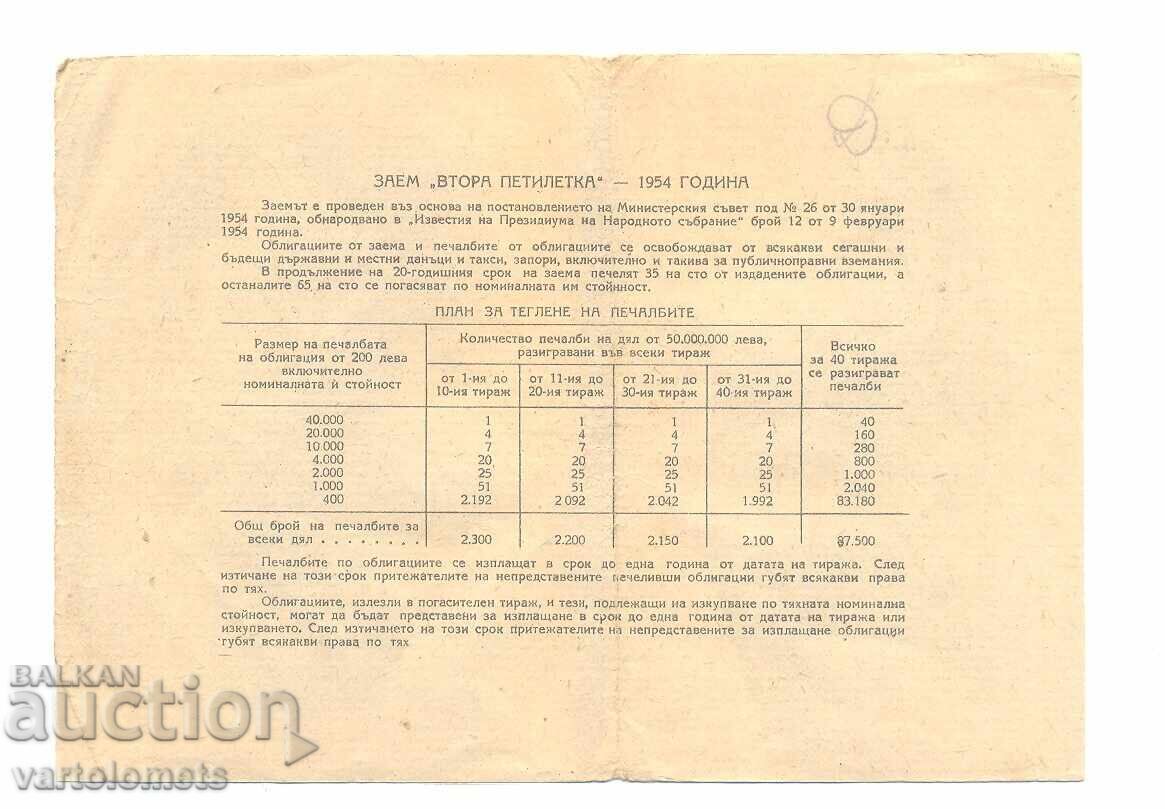 ЗАЕМ „ВТОРА ПЕТИЛЕТКА“ — 1954 ГОДИНА
Заемът е проведен въз основа на постановлението на Министерския съвет под № 26 от 30 януари
1954 година, обнародвано в „Известия на Президиума на Народното събрание“ брой 12 от 9 февруари
1954 година.
Облигациите от заема и печалбите от облигациите се освобождават от всякакви сегашни и
бъдещи държавни и местни данъци и такси, запори, включително и такива за публичноправни вземания.
В продължение на 20-годишния срок на заема печелят 35 на сто от издадените облигации, а
останалите 65 на сто се погасяват по номиналната им стойнност.
ПЛАН ЗА ТЕГЛЕНЕ НА ПЕЧАЛБИТЕ
Размер на печалбата
на облигация от 200 лева
включително
номиналната ѝ стойност
Количество печалби на дял от 50.000.000 лева,
разигравани във всеки тираж
Всичко
за 40 тиража
се разиграт
печалби
от 1-ия до
10-ия тираж
от 11-ия до
20-ия тираж
от 21-ия до
30-ия тираж
от 31-ия до
40-ия тираж
40.000 1 1 1 1 40
20.000 4 4 4 4 160
10.000 7 7 7 7 280
4.000 20 20 20 20 800
2.000 25 25 25 25 1.000
1.000 51 51 51 51 2.040
400 2.192 2 092 2.042 1.992 83.180
Общ брой на печалбите за
всеки дял . . . . . . . . 2.300 2.200 2.150 2.100 87.500
Печалбите по облигациите се изплащат в срок до една година от датата на тиража. След
изтичане на този срок притежателите на непредставените печеливши облигации губят всякакви права
по тях.
Облигациите, излезли в погасителен тираж, и тези, подлежащи на изкупване по тяхната номинална
стойност, могат да бъдат представени за изплащане в срок до една година от датата на тиража или
изкупването. След изтичането на този срок притежателите на непредставените за изплащане облигации
губят всякакви права по тях
BALKAN
auction
vartolomets